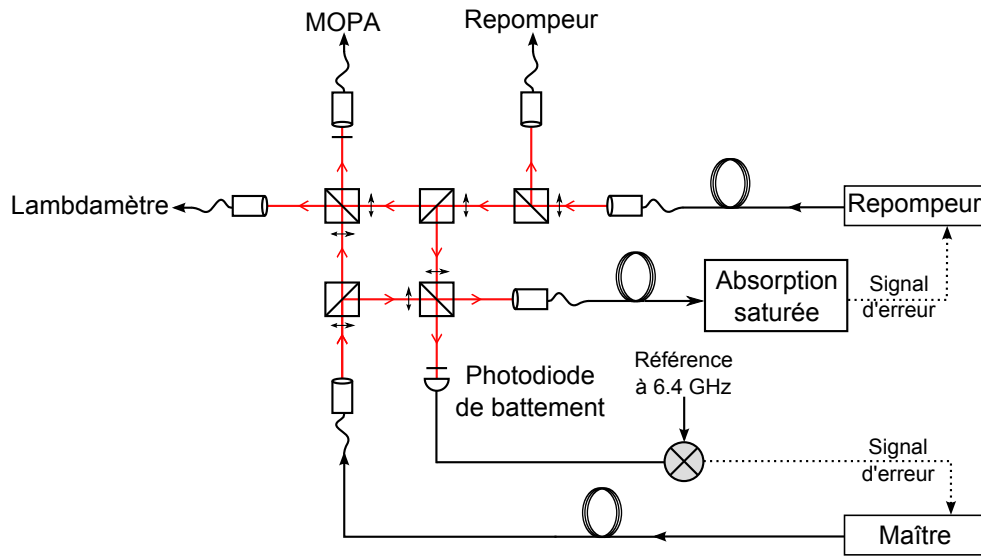 MOPA
Repompeur
Lambdamètre
Repompeur
Absorption
saturée
Signal
d'erreur
Référence
à 6.4 GHz
Photodiode
de battement
Signal
d'erreur
Maître